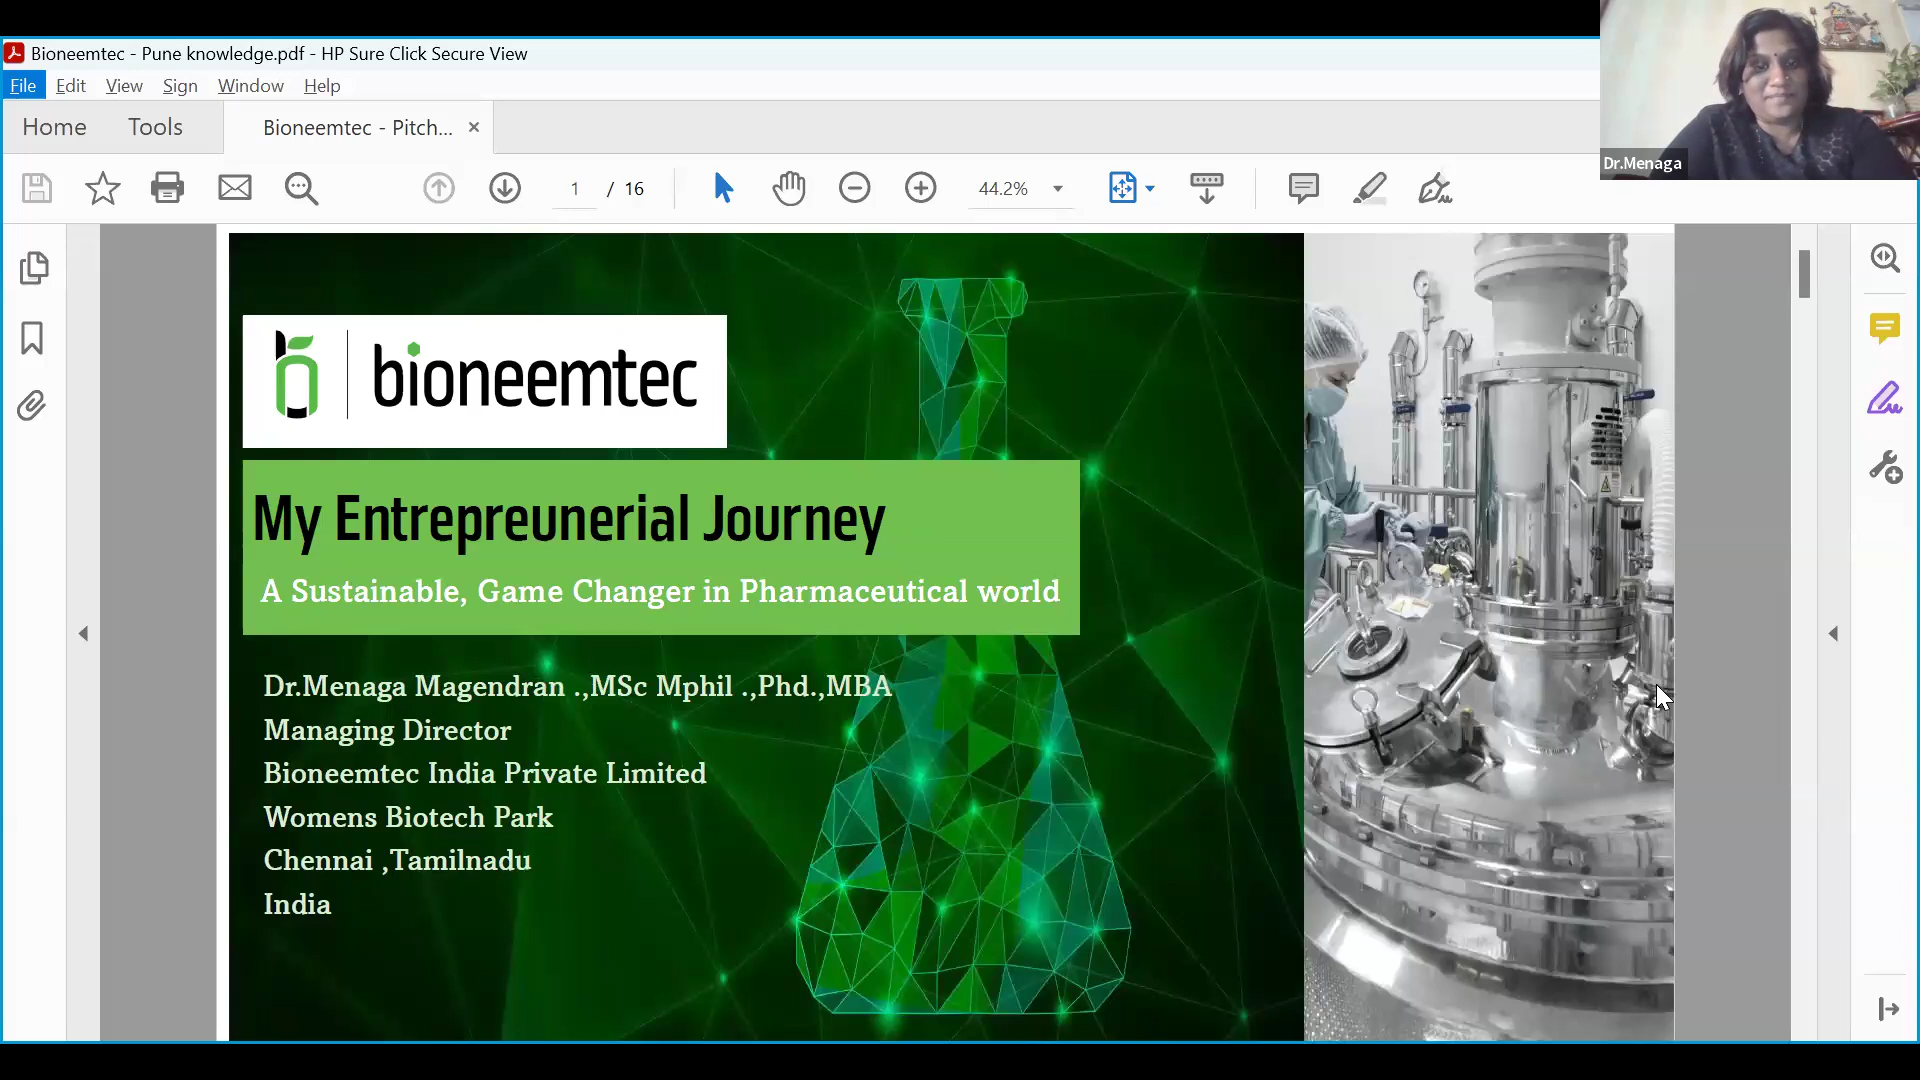 Bioneemtec - Pune knowledge.pdf - HP Sure Click Secure View
File Edit View Sign Window Help
Home Tools Bioneemtec - Pitch... ×
1 / 16 44.2%
Dr.Menaga
bioneemtec
My Entrepreunerial Journey
A Sustainable, Game Changer in Pharmaceutical world
Dr.Menaga Magendran .,MSc Mphil .,Phd.,MBA
Managing Director
Bioneemtec India Private Limited
Womens Biotech Park
Chennai ,Tamilnadu
India